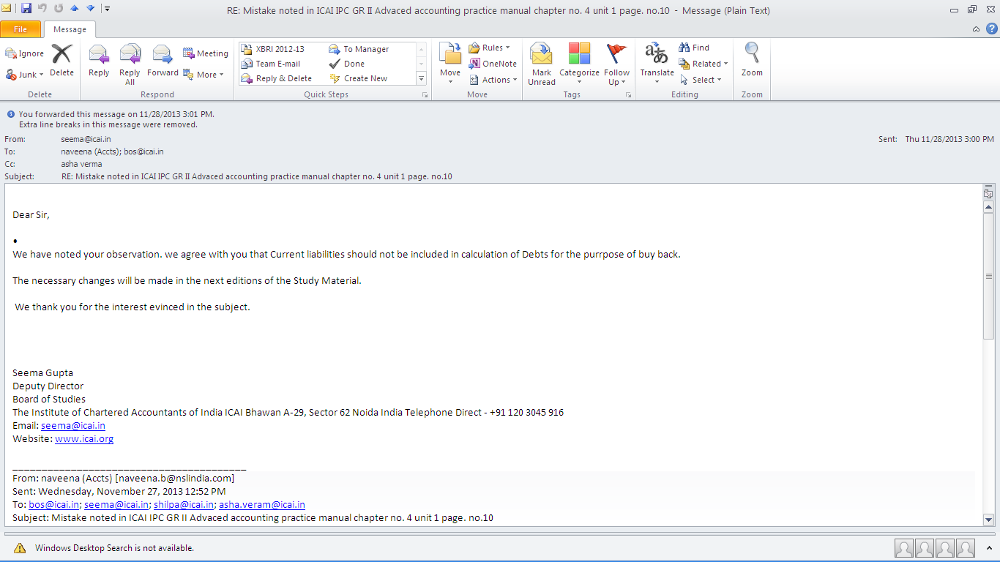 RE: Mistake noted in ICAI IPC GR II Advaced accounting practice manual chapter no. 4 unit 1 page. no.10 - Message (Plain Text)
File Message
Ignore
Junk
Delete
Delete
Reply
Reply All
Forward
Meeting
More
Respond
XBRl 2012-13
Team E-mail
Reply & Delete
To Manager
Done
Create New
Quick Steps
Move
Rules
OneNote
Actions
Move
Mark Unread
Categorize
Follow Up
Tags
Translate
Find
Related
Select
Editing
Zoom
Zoom
You forwarded this message on 11/28/2013 3:01 PM.
Extra line breaks in this message were removed.
From: seema@icai.in Sent: Thu 11/28/2013 3:00 PM
To: naveena (Accts); bos@icai.in
Cc: asha verma
Subject: RE: Mistake noted in ICAI IPC GR II Advaced accounting practice manual chapter no. 4 unit 1 page. no.10
Dear Sir,
•
We have noted your observation. we agree with you that Current liabilities should not be included in calculation of Debts for the purrpose of buy back.
The necessary changes will be made in the next editions of the Study Material.
We thank you for the interest evinced in the subject.
Seema Gupta
Deputy Director
Board of Studies
The Institute of Chartered Accountants of India ICAI Bhawan A-29, Sector 62 Noida India Telephone Direct - +91 120 3045 916
Email: seema@icai.in
Website: www.icai.org
________________________________________
From: naveena (Accts) [naveena.b@nslindia.com]
Sent: Wednesday, November 27, 2013 12:52 PM
To: bos@icai.in; seema@icai.in; shilpa@icai.in; asha.veram@icai.in
Subject: Mistake noted in ICAI IPC GR II Advaced accounting practice manual chapter no. 4 unit 1 page. no.10
Windows Desktop Search is not available.